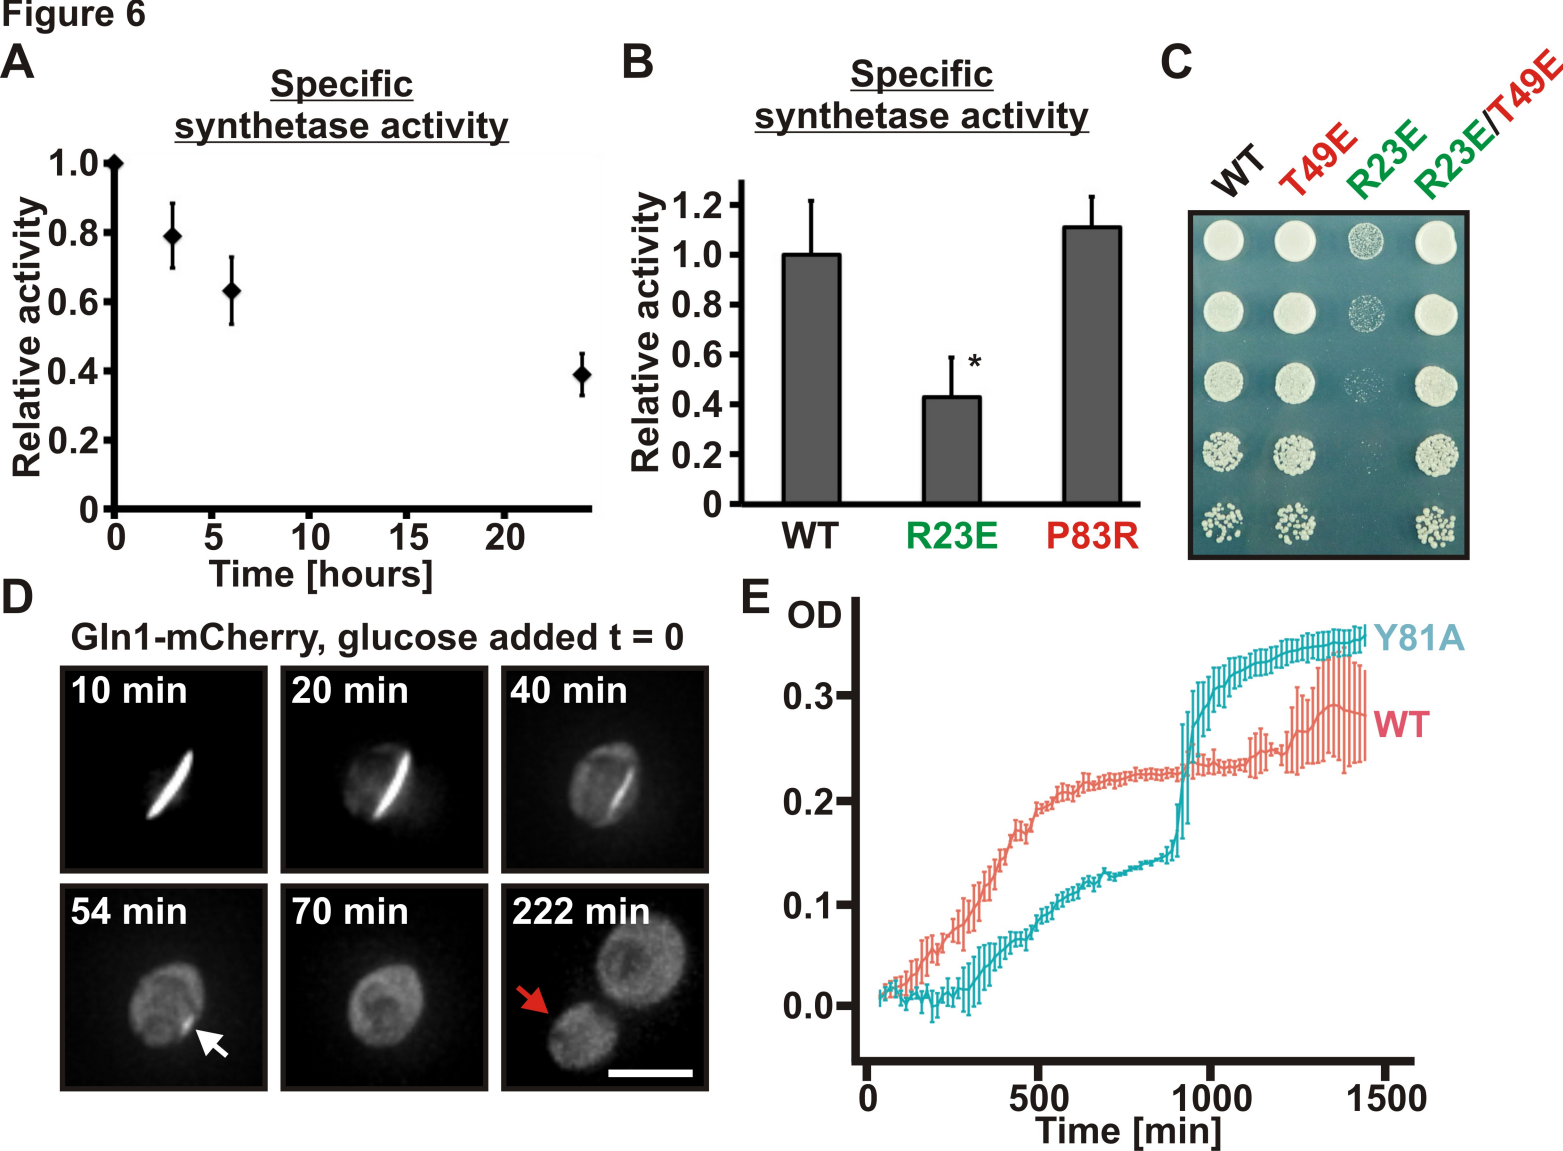 Figure 6
A
Specific
synthetase activity
Relative activity
1.0
0.8
0.6
0.4
0.2
0
0
5
10
15
20
Time [hours]
B
Specific
synthetase activity
Relative activity
1.2
1.0
0.8
0.6
0.4
0.2
0
*
WT
R23E
P83R
C
WT
T49E
R23E
R23E/T49E
D
Gln1-mCherry, glucose added t = 0
10 min
20 min
40 min
54 min
70 min
222 min
E
OD
0.3
0.2
0.1
0.0
Y81A
WT
0
500
1000
1500
Time [min]